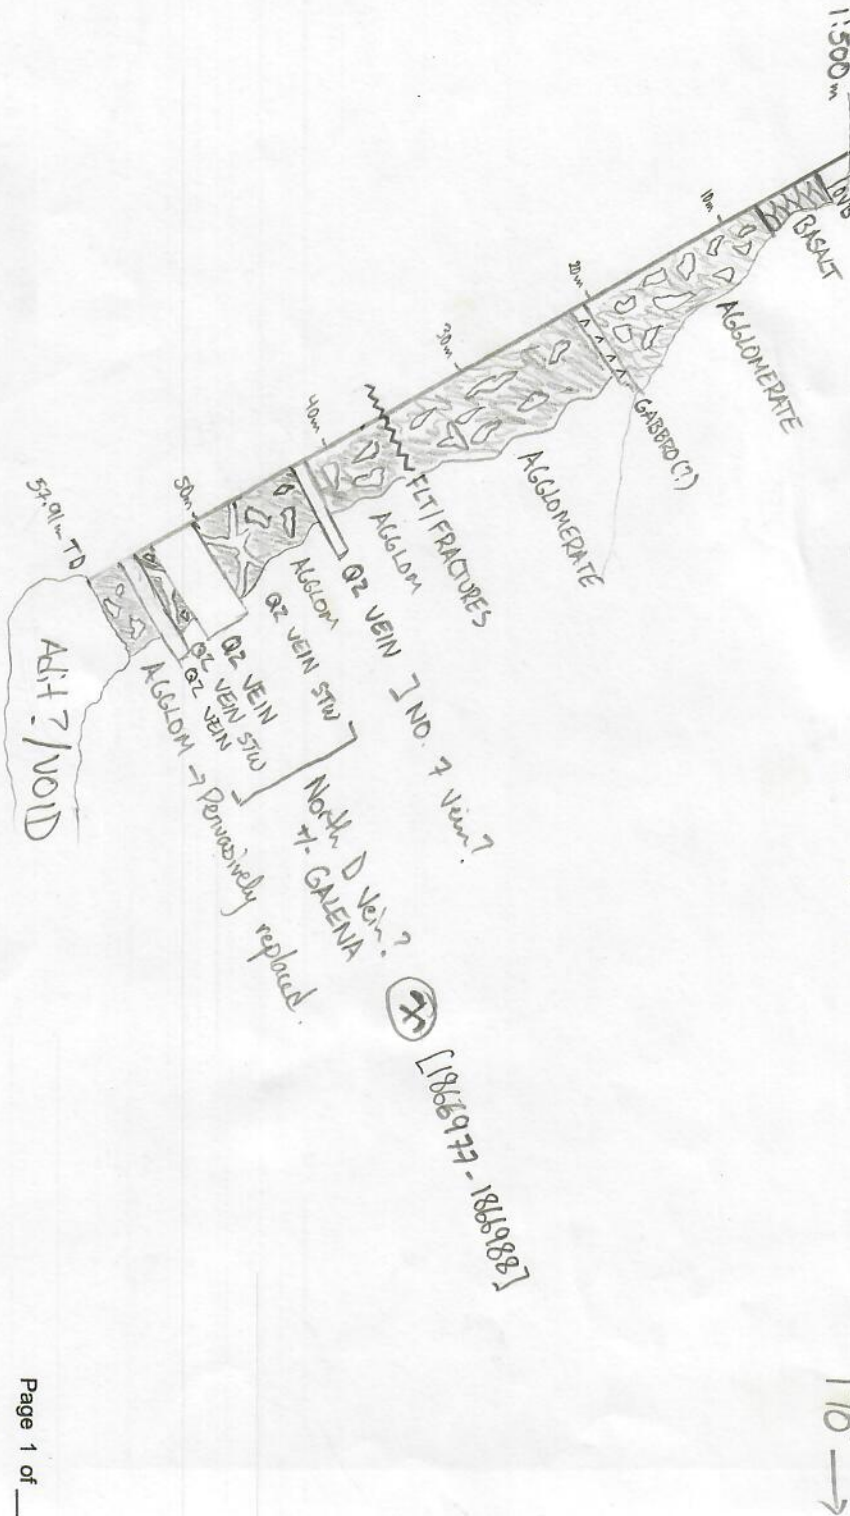 1:500m
OVB
BASALT
10m
AGGLOMERATE
20m
GABBRO(?)
30m
AGGLOMERATE
FLT/FRACTURES
40m
AGGLOM
QZ VEIN ] NO. 7 Vein?
AGGLOM
50m
QZ VEIN STW
QZ VEIN
QZ VEIN STW
QZ VEIN
North D Vein?
+/- GALENA
[1866977-1866988]
AGGLOM → Pervasively replaced.
57.91m TD
Adit?/VOID
110 →
Page 1 of __